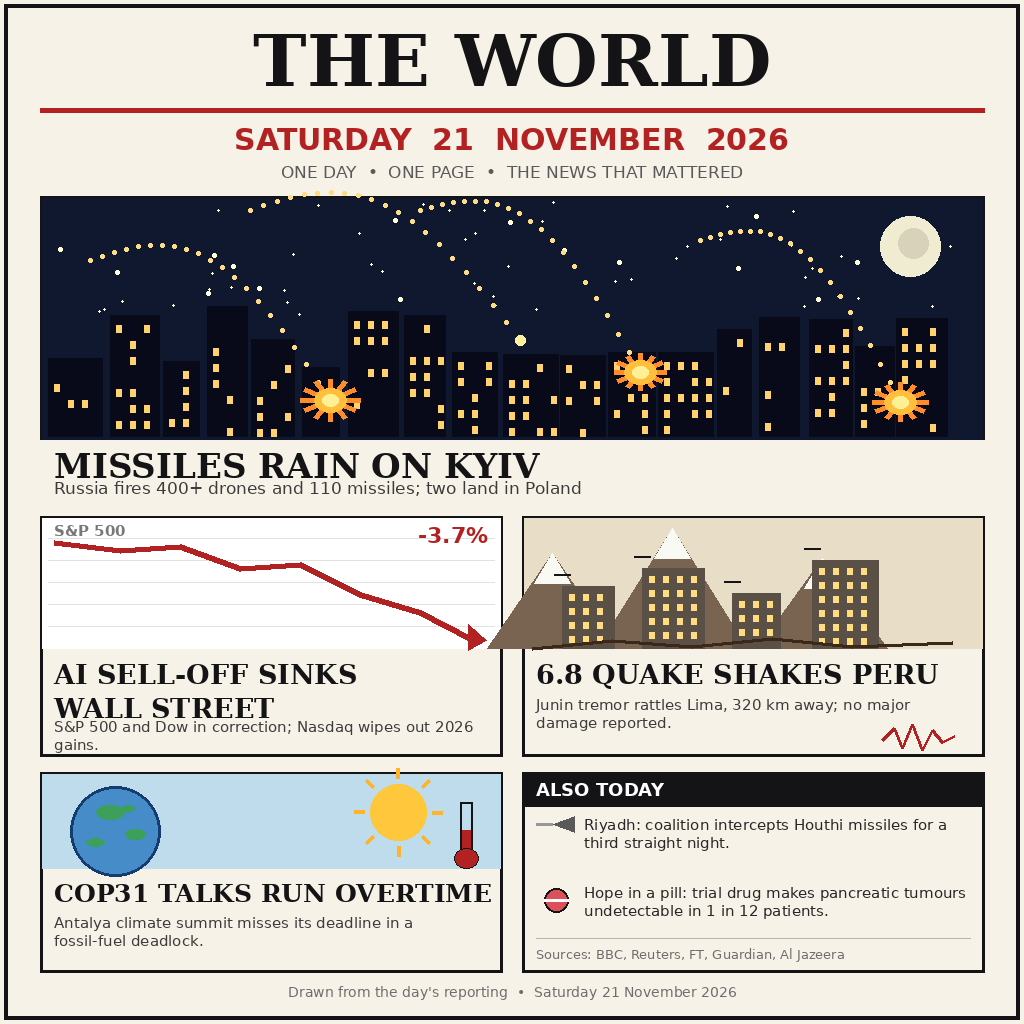 THE WORLD
SATURDAY 21 NOVEMBER 2026
ONE DAY • ONE PAGE • THE NEWS THAT MATTERED
MISSILES RAIN ON KYIV
Russia fires 400+ drones and 110 missiles; two land in Poland
S&P 500
-3.7%
AI SELL-OFF SINKS
WALL STREET
S&P 500 and Dow in correction; Nasdaq wipes out 2026
gains.
6.8 QUAKE SHAKES PERU
Junin tremor rattles Lima, 320 km away; no major
damage reported.
COP31 TALKS RUN OVERTIME
Antalya climate summit misses its deadline in a
fossil-fuel deadlock.
ALSO TODAY
Riyadh: coalition intercepts Houthi missiles for a
third straight night.
Hope in a pill: trial drug makes pancreatic tumours
undetectable in 1 in 12 patients.
Sources: BBC, Reuters, FT, Guardian, Al Jazeera
Drawn from the day's reporting • Saturday 21 November 2026